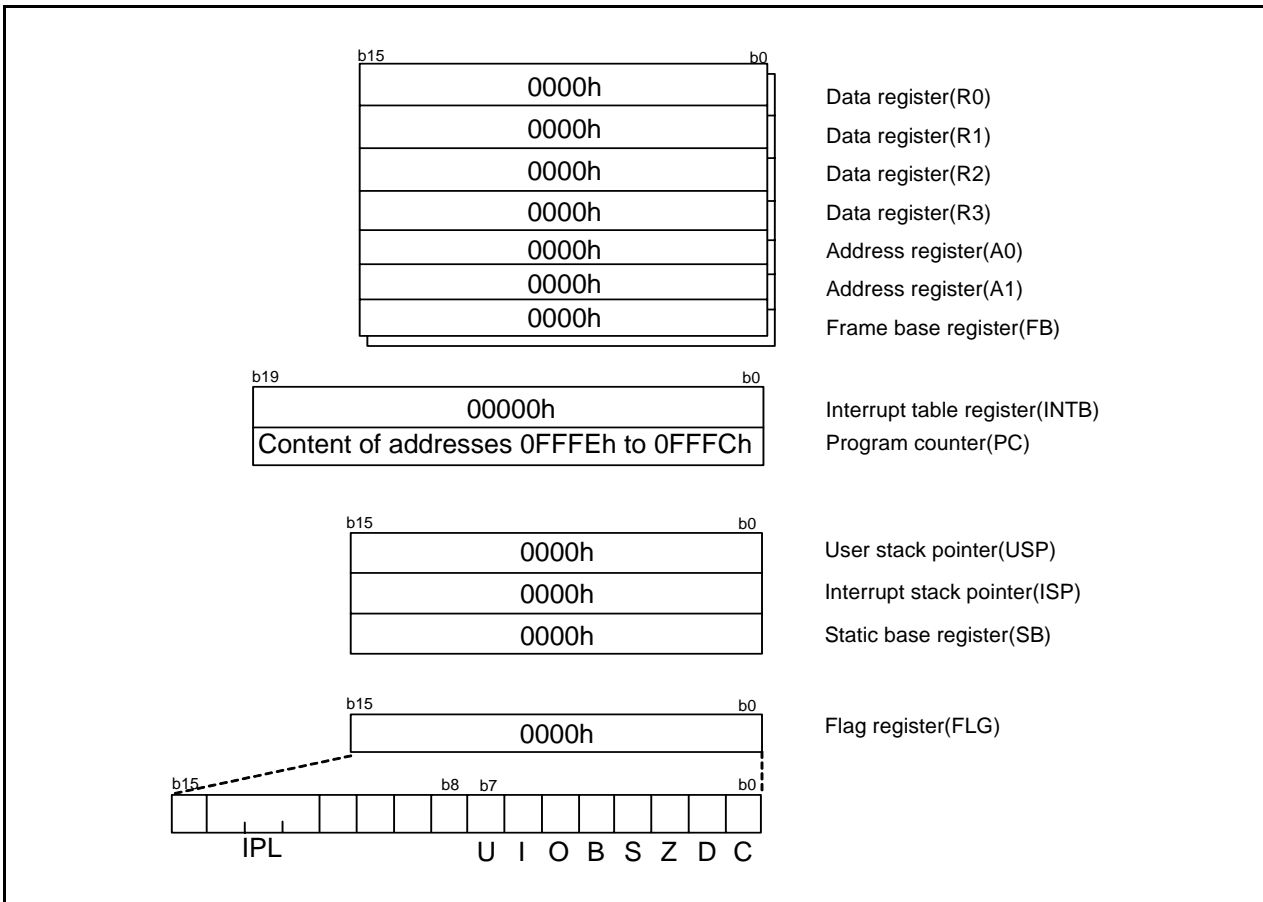 b15 b0
0000h Data register(R0)
0000h Data register(R1)
0000h Data register(R2)
0000h Data register(R3)
0000h Address register(A0)
0000h Address register(A1)
0000h Frame base register(FB)
b19 b0
00000h Interrupt table register(INTB)
Content of addresses 0FFFEh to 0FFFCh Program counter(PC)
b15 b0
0000h User stack pointer(USP)
0000h Interrupt stack pointer(ISP)
0000h Static base register(SB)
b15 b0
0000h Flag register(FLG)
b15 b8 b7 b0
IPL U I O B S Z D C